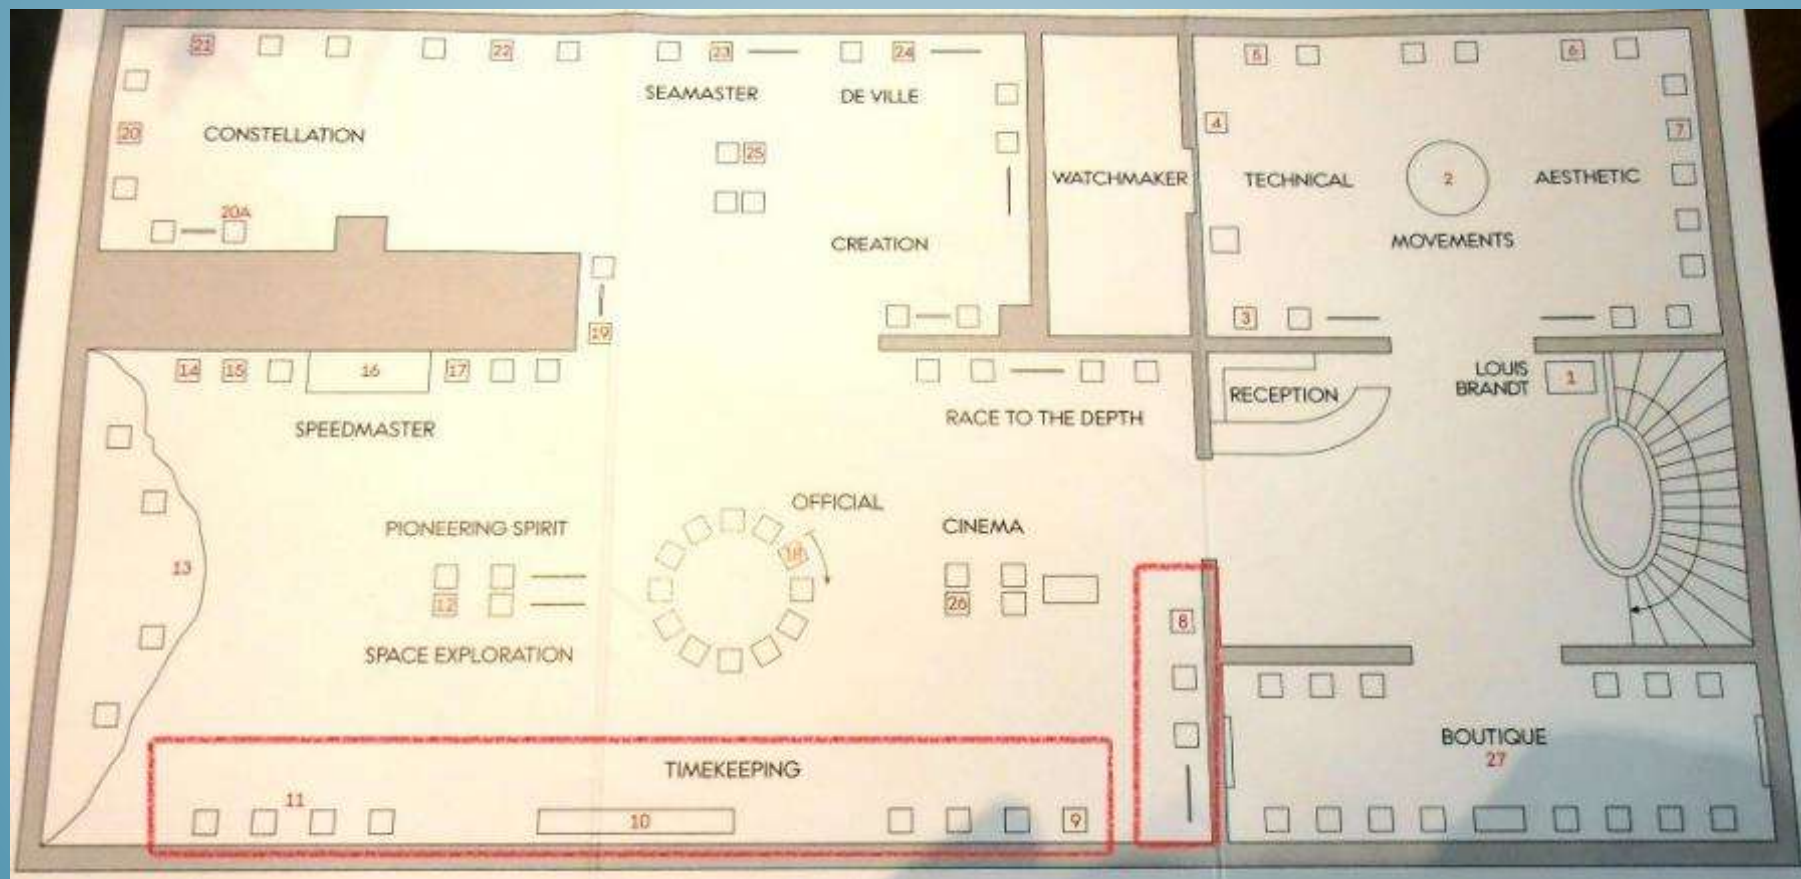 21
22
23
24
5
6
SEAMASTER
DE VILLE
20
CONSTELLATION
4
7
25
WATCHMAKER
TECHNICAL
2
AESTHETIC
20A
CREATION
MOVEMENTS
19
3
14
15
16
17
LOUIS
BRANDT
1
RECEPTION
SPEEDMASTER
RACE TO THE DEPTH
OFFICIAL
PIONEERING SPIRIT
CINEMA
18
13
12
26
8
SPACE EXPLORATION
BOUTIQUE
27
TIMEKEEPING
11
10
9